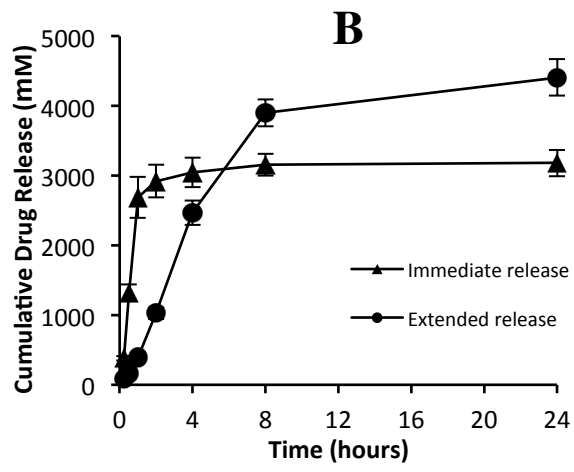 B
Cumulative Drug Release (mM)
5000
4000
3000
2000
1000
0
Immediate release
Extended release
0 4 8 12 16 20 24
Time (hours)